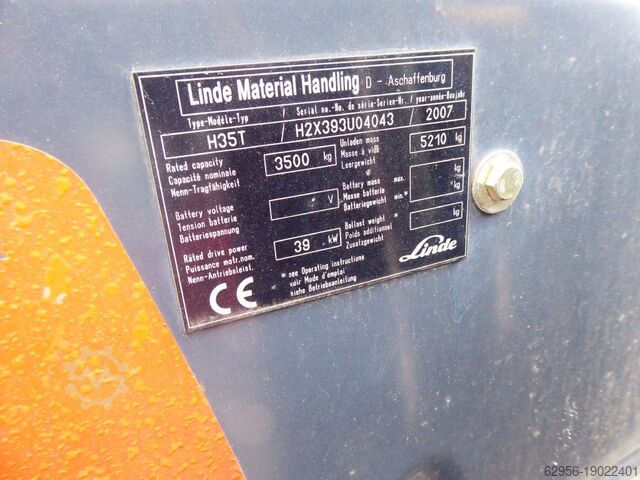 Linde Material Handling D - Aschaffenburg
Type-Modèle-Typ / Serial no.-No. de série-Serien-Nr. / year-année-Baujahr
H35T / H2X393U04043 / 2007
Rated capacity
Capacité nominale
Nenn-Tragfähigkeit
3500 kg
Unladen mass
Masse à vide
Leergewicht
5210 kg
Battery voltage
Tension batterie
Batteriespannung
V
Battery mass max.
Masse batterie
Batteriegewicht min.*
kg
*kg
Rated drive power
Puissance motr.nom.
Nenn-Antriebsleist.
39 kW
Ballast weight *
Poids additionnel
Zusatzgewicht
kg
CE
* see Operating instructions
voir Mode d'emploi
siehe Betriebsanleitung
Linde
62956-19022401